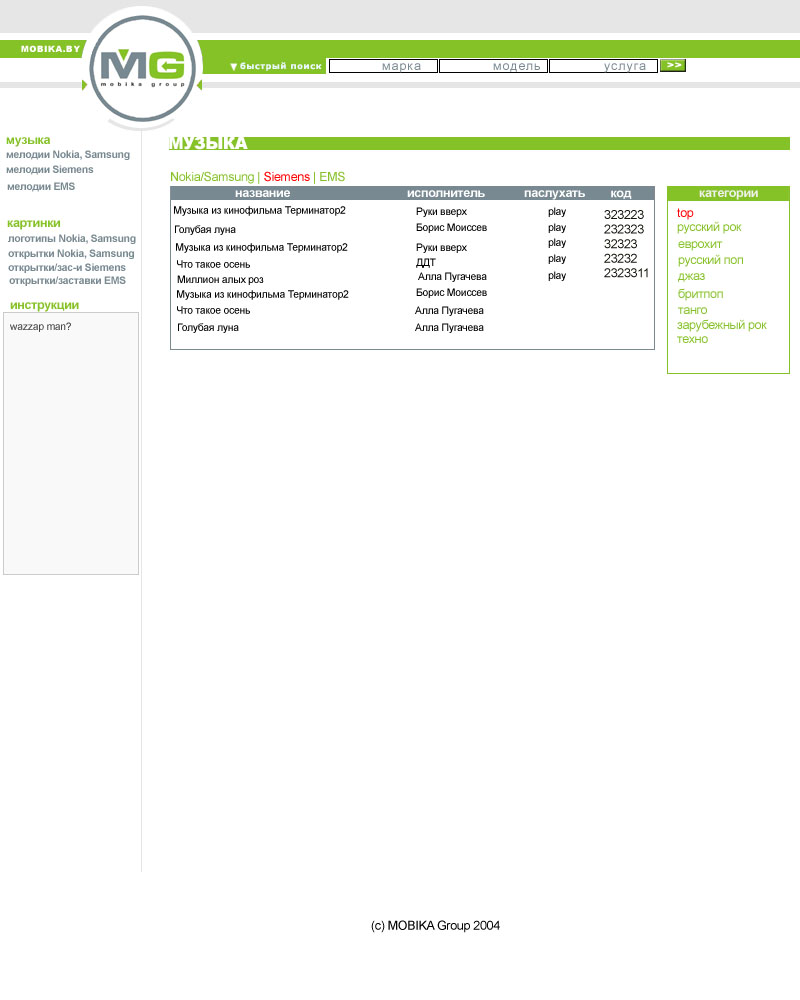 MOBIKA.BY
MG
mobika group
▼ быстрый поиск марка модель услуга >>
музыка
мелодии Nokia, Samsung
мелодии Siemens
мелодии EMS
картинки
логотипы Nokia, Samsung
открытки Nokia, Samsung
открытки/зас-и Siemens
открытки/заставки EMS
инструкции
wazzap man?
МУЗЫКА
Nokia/Samsung | Siemens | EMS
название исполнитель паслухать код
Музыка из кинофильма Терминатор2 Руки вверх play 323223
Голубая луна Борис Моиссев play 232323
Музыка из кинофильма Терминатор2 Руки вверх play 32323
Что такое осень ДДТ play 23232
Миллион алых роз Алла Пугачева play 2323311
Музыка из кинофильма Терминатор2 Борис Моиссев
Что такое осень Алла Пугачева
Голубая луна Алла Пугачева
категории
top
русский рок
еврохит
русский поп
джаз
бритпоп
танго
зарубежный рок
техно
(c) MOBIKA Group 2004